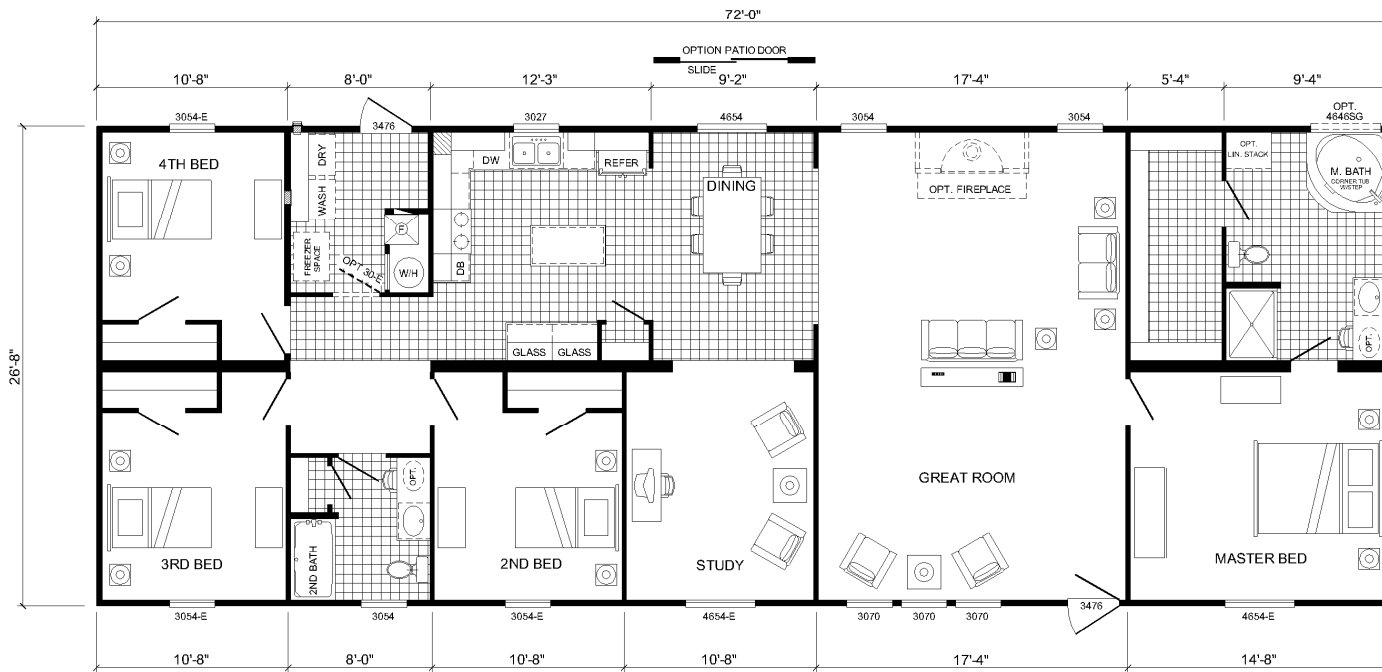 72'-0"
OPTION PATIO DOOR
SLIDE
10'-8" 8'-0" 12'-3" 9'-2" 17'-4" 5'-4" 9'-4"
OPT.
4646SG
3054-E 3476 3027 4654 3054 3054
26'-8"
4TH BED
DRY
WASH
FREEZER
SPACE
OPT 30-E
F
W/H
DW
REFER
DB
GLASS GLASS
DINING
OPT. FIREPLACE
OPT.
LIN. STACK
M. BATH
CORNER TUB
W/STEP
OPT.
3RD BED
2ND BATH
OPT.
2ND BED
STUDY
GREAT ROOM
MASTER BED
3476
3054-E 3054 3054-E 4654-E 3070 3070 3070 4654-E
10'-8" 8'-0" 10'-8" 10'-8" 17'-4" 14'-8"